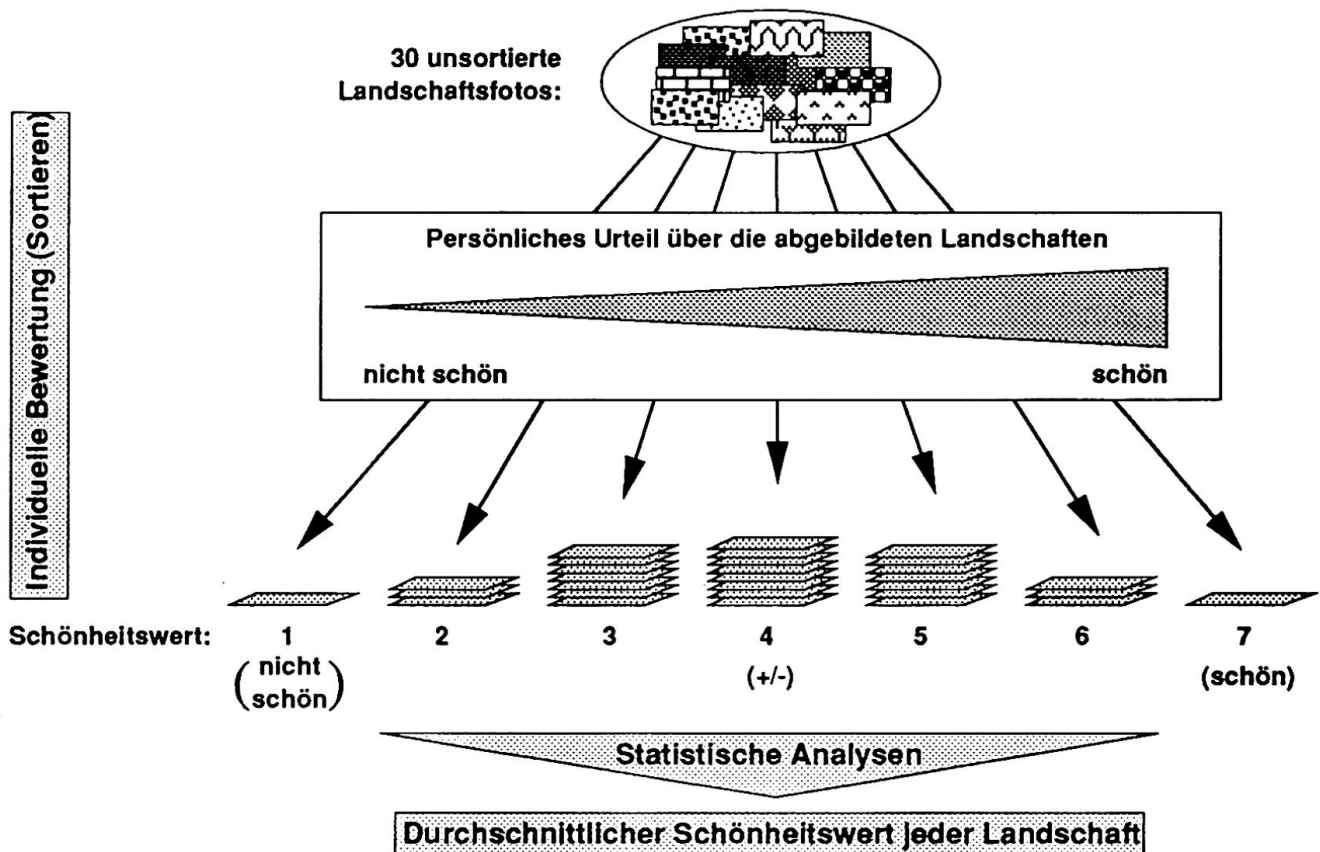 30 unsortierte
Landschaftsfotos:
Individuelle Bewertung (Sortieren)
Persönliches Urteil über die abgebildeten Landschaften
nicht schön schön
Schönheitswert: 1 2 3 4 5 6 7
(nicht schön) (+/-) (schön)
Statistische Analysen
Durchschnittlicher Schönheitswert jeder Landschaft